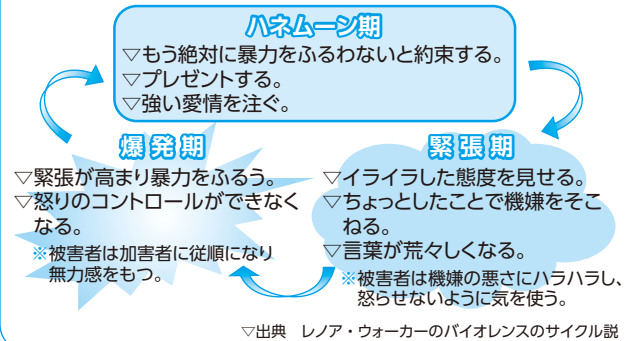 ハネムーン期
▽もう絶対に暴力をふるわないと約束する。
▽プレゼントする。
▽強い愛情を注ぐ。
爆発期
▽緊張が高まり暴力をふるう。
▽怒りのコントロールができなく
なる。
※被害者は加害者に従順になり
無力感をもつ。
緊張期
▽イライラした態度を見せる。
▽ちょっとしたことで機嫌をそこ
ねる。
▽言葉が荒々しくなる。
※被害者は機嫌の悪さにハラハラし、
怒らせないように気を使う。
▽出典　レノア・ウォーカーのバイオレンスのサイクル説